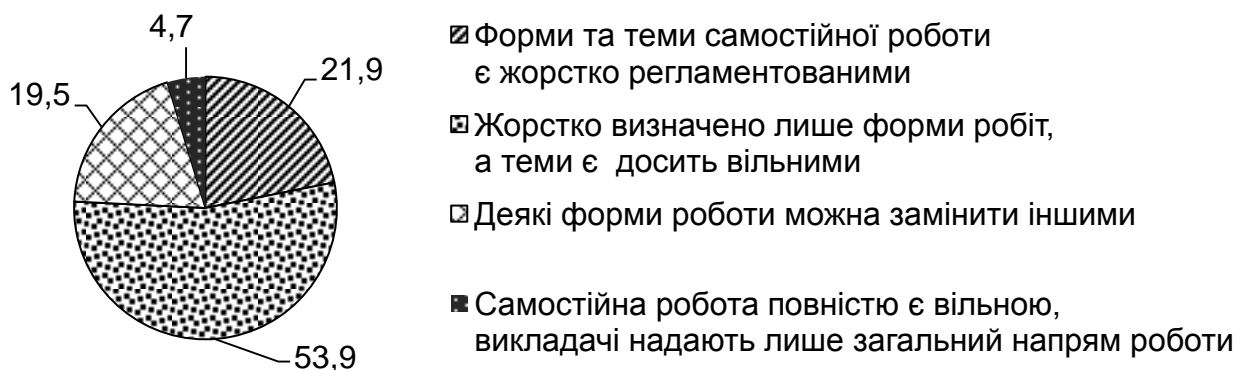 4,7
21,9
19,5
53,9
Форми та теми самостійної роботи
є жорстко регламентованими
Жорстко визначено лише форми робіт,
а теми є досить вільними
Деякі форми роботи можна замінити іншими
Самостійна робота повністю є вільною,
викладачі надають лише загальний напрям роботи